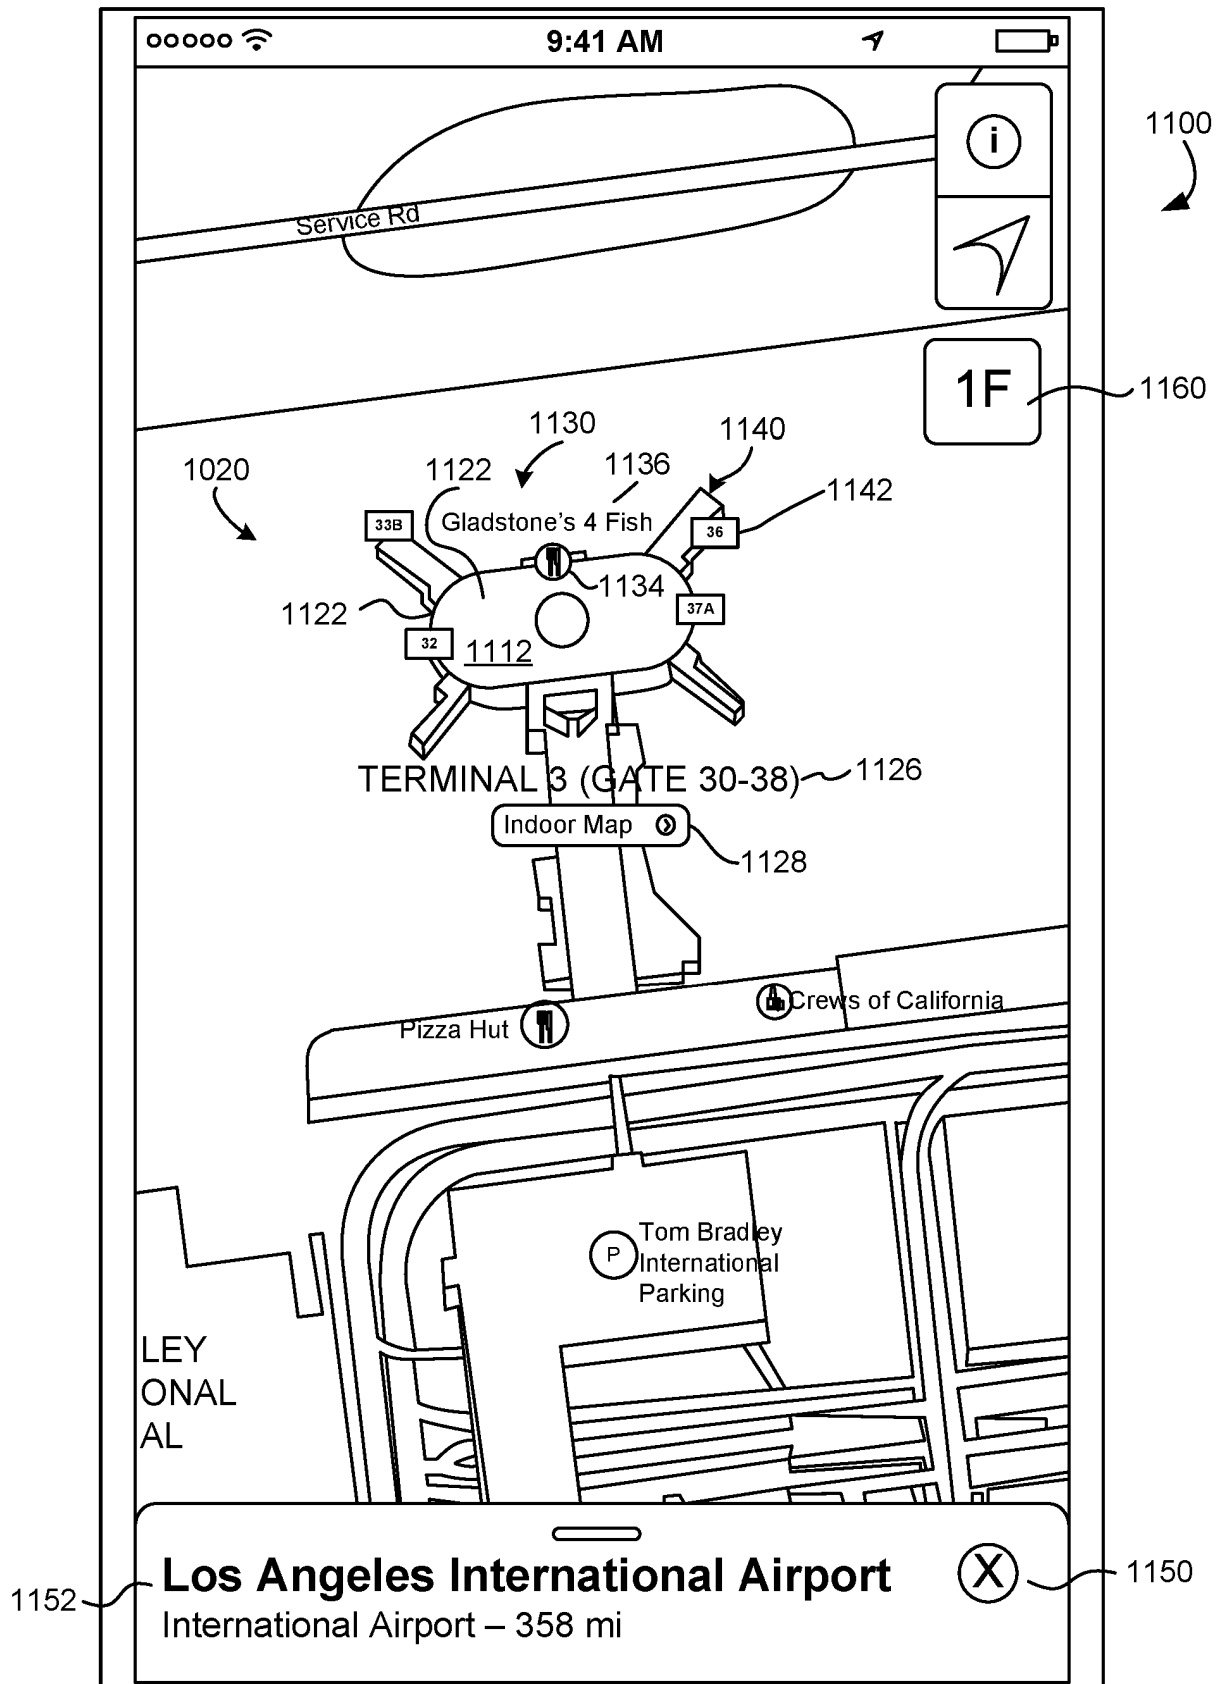 9:41 AM
i
1100
Service Rd
1F
1160
1130
1140
1020
1122
1136
1142
33B
Gladstone's 4 Fish
36
1134
1122
37A
32
1112
TERMINAL 3 (GATE 30-38)
1126
Indoor Map
1128
Crews of California
Pizza Hut
P
Tom Bradley
International
Parking
LEY
ONAL
AL
Los Angeles International Airport
X
1150
1152
International Airport – 358 mi